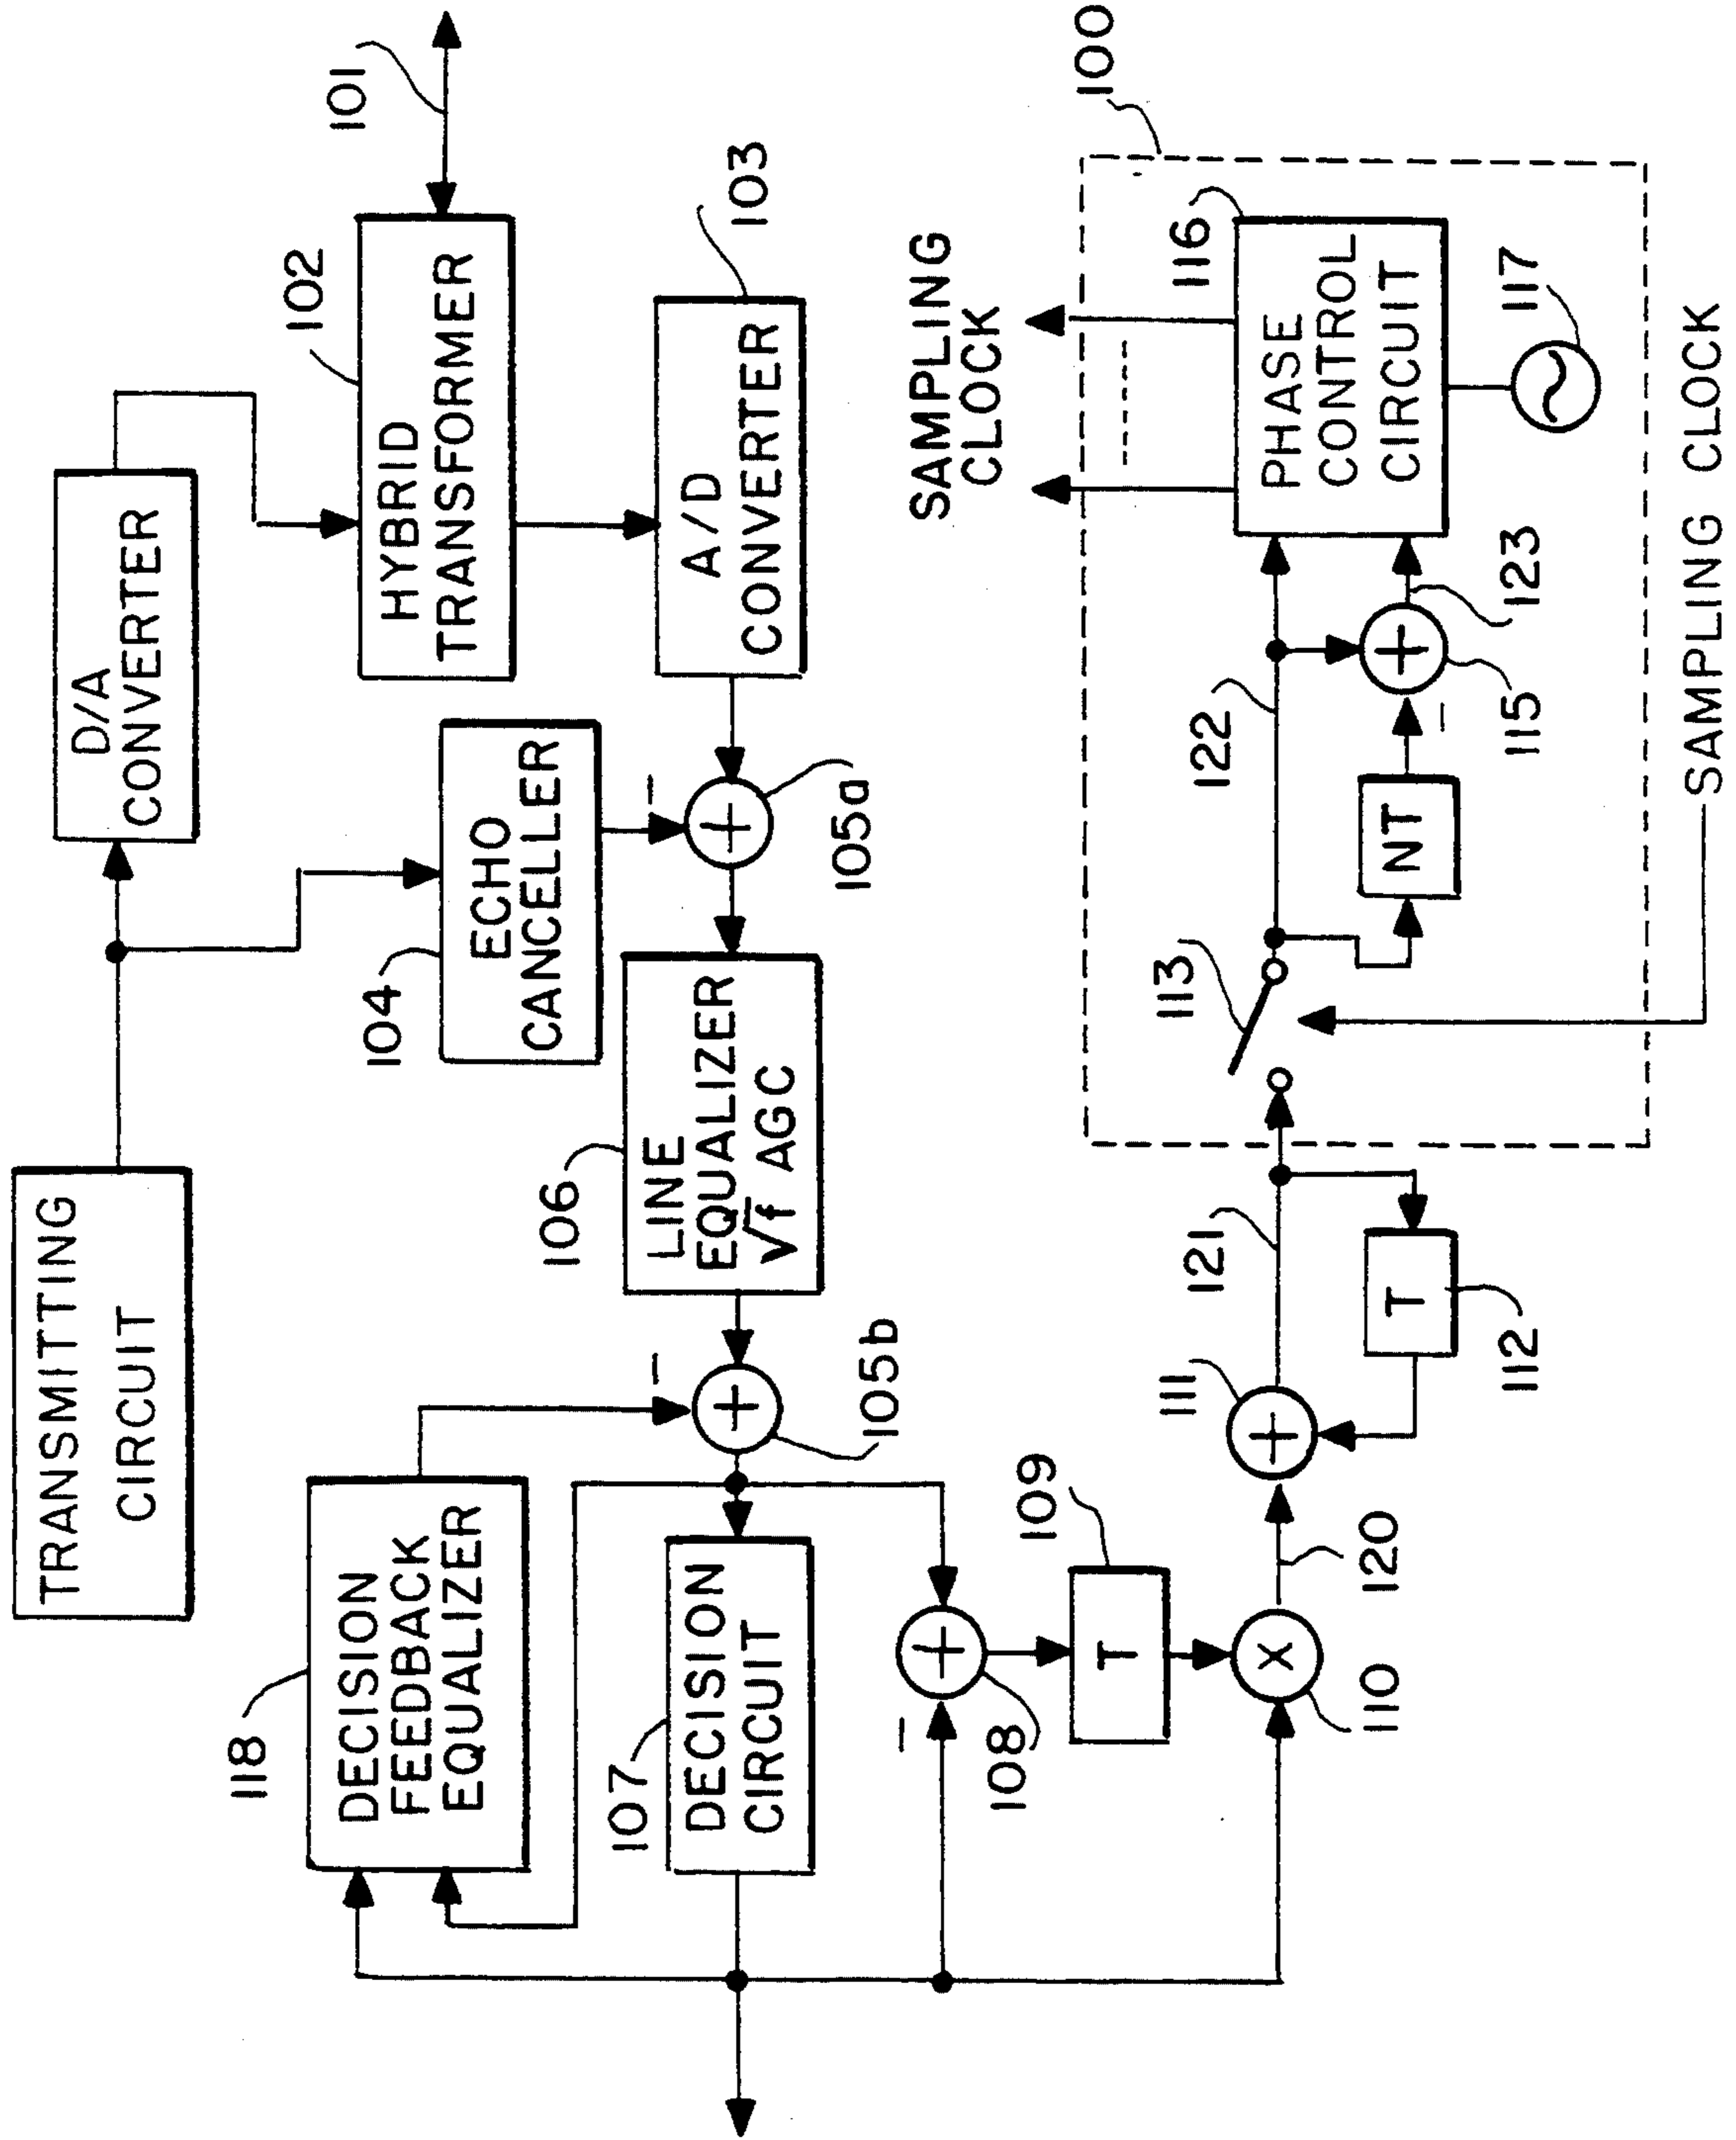 TRANSMITTING
CIRCUIT
D/A
CONVERTER
101
102
HYBRID
TRANSFORMER
103
A/D
CONVERTER
104
ECHO
CANCELLER
−
+
105a
106
LINE
EQUALIZER
√f AGC
−
+
105b
118
DECISION
FEEDBACK
EQUALIZER
107
DECISION
CIRCUIT
−
+
108
109
T
X
110
120
111
+
121
T
112
100
113
122
NT
−
+
115
123
116
PHASE
CONTROL
CIRCUIT
117
SAMPLING
CLOCK
SAMPLING CLOCK